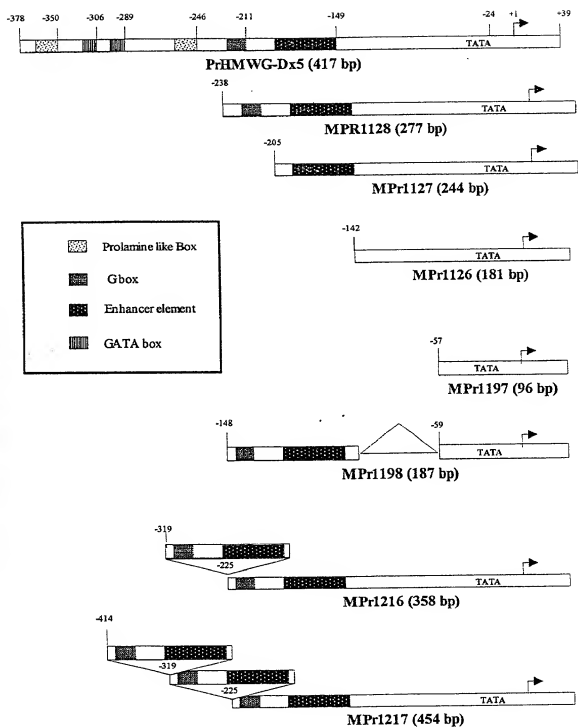 -378 -350 -306 -289 -246 -211 -149 -24 +1 +39
TATA
PrHMWG-Dx5 (417 bp)
-238
TATA
MPR1128 (277 bp)
-205
TATA
MPr1127 (244 bp)
-142
TATA
MPr1126 (181 bp)
Prolamine like Box
G box
Enhancer element
GATA box
-57
TATA
MPr1197 (96 bp)
-148 -59
TATA
MPr1198 (187 bp)
-319
-225
TATA
MPr1216 (358 bp)
-414
-319
-225
TATA
MPr1217 (454 bp)